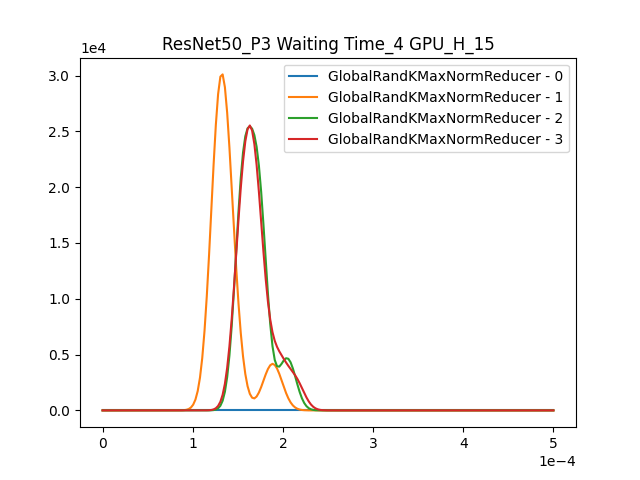 ResNet50_P3 Waiting Time_4 GPU_H_15
1e4
GlobalRandKMaxNormReducer - 0
GlobalRandKMaxNormReducer - 1
GlobalRandKMaxNormReducer - 2
GlobalRandKMaxNormReducer - 3
3.0
2.5
2.0
1.5
1.0
0.5
0.0
0 1 2 3 4 5
1e−4